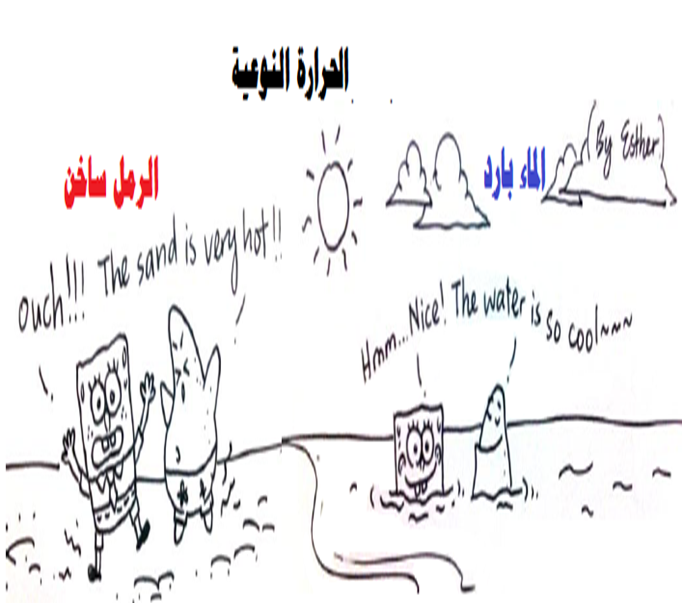 الحرارة النوعية
الرمل ساخن
الماء بارد
(By Esther)
Ouch!!! The sand is very hot!!
Hmm...Nice! The water is so cool~~~